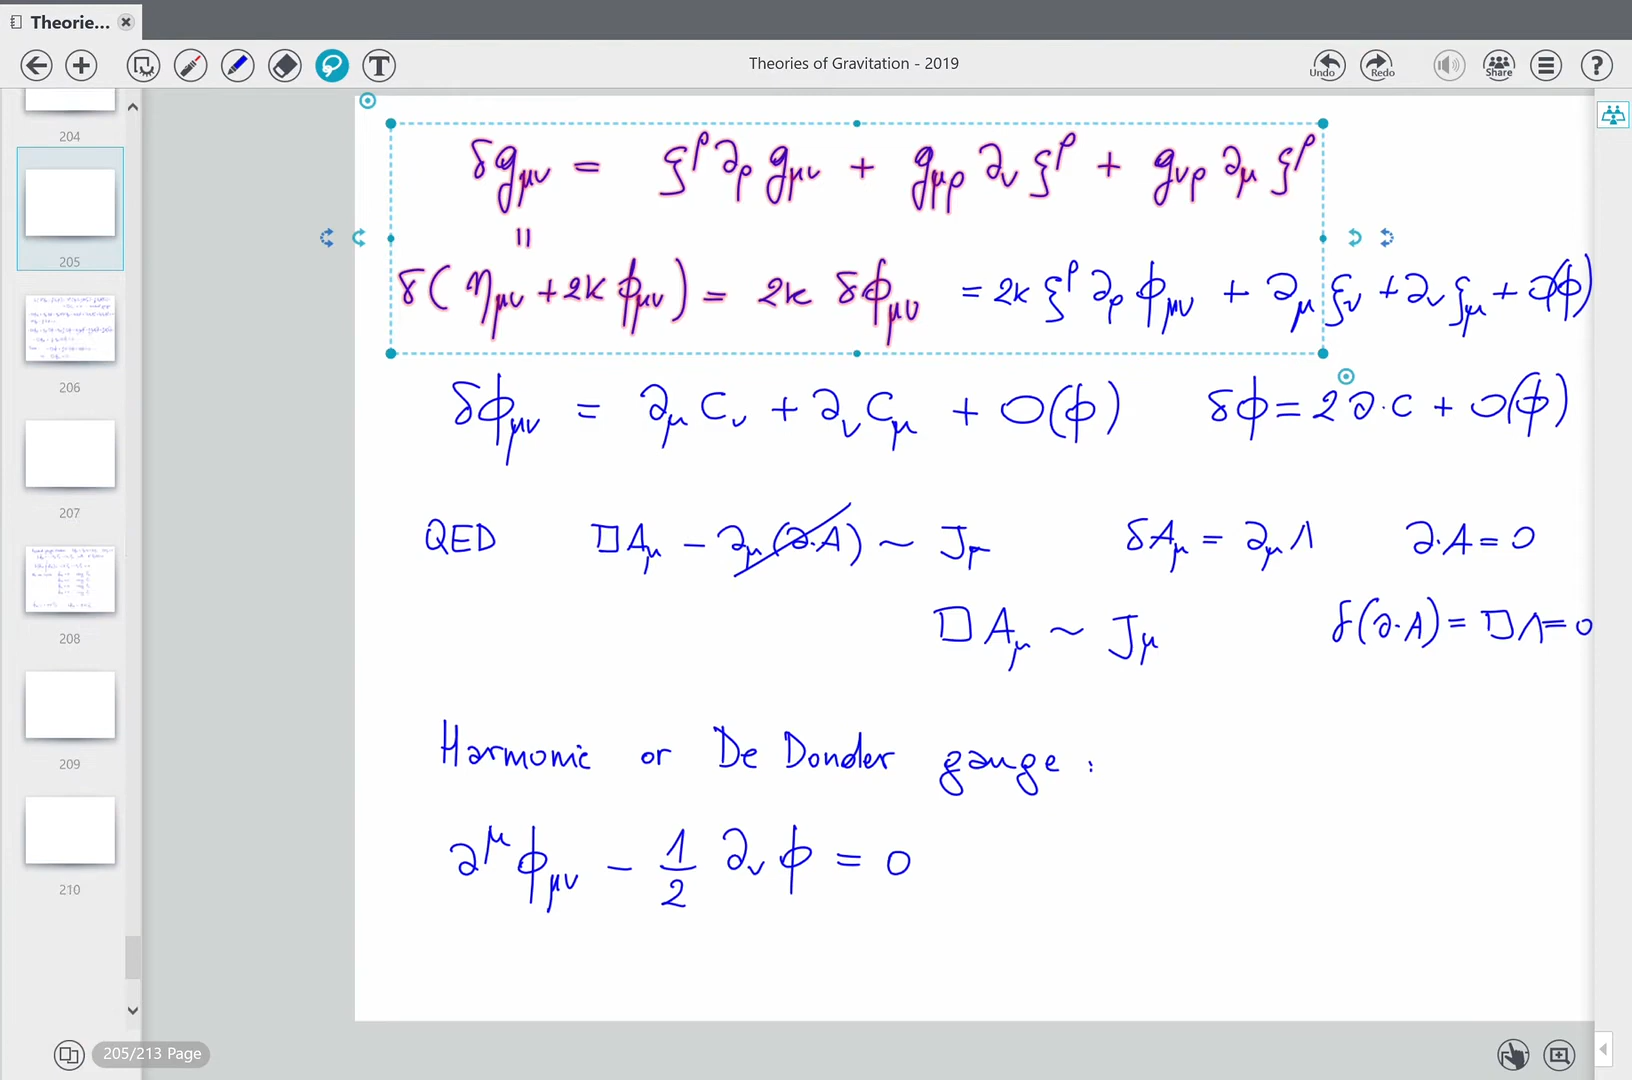 Theorie...
Theories of Gravitation - 2019
Undo
Redo
Share
204
205
206
207
208
209
210
δg_μν = ξ^ρ ∂_ρ g_μν + g_μρ ∂_ν ξ^ρ + g_νρ ∂_μ ξ^ρ
=
δ( η_μν + 2κ ϕ_μν ) = 2κ δϕ_μν = 2κ ξ^ρ ∂_ρ ϕ_μν + ∂_μ ξ_ν + ∂_ν ξ_μ + O(ϕ)
δϕ_μν = ∂_μ C_ν + ∂_ν C_μ + O(ϕ) δϕ = 2∂·C + O(ϕ)
QED □A_μ − ∂_μ(∂·A) ~ J_μ δA_μ = ∂_μ Λ ∂·A = 0
□A_μ ~ J_μ δ(∂·A) = □Λ = 0
Harmonic or De Donder gauge :
∂^μ ϕ_μν − 1/2 ∂_ν ϕ = 0
205/213 Page